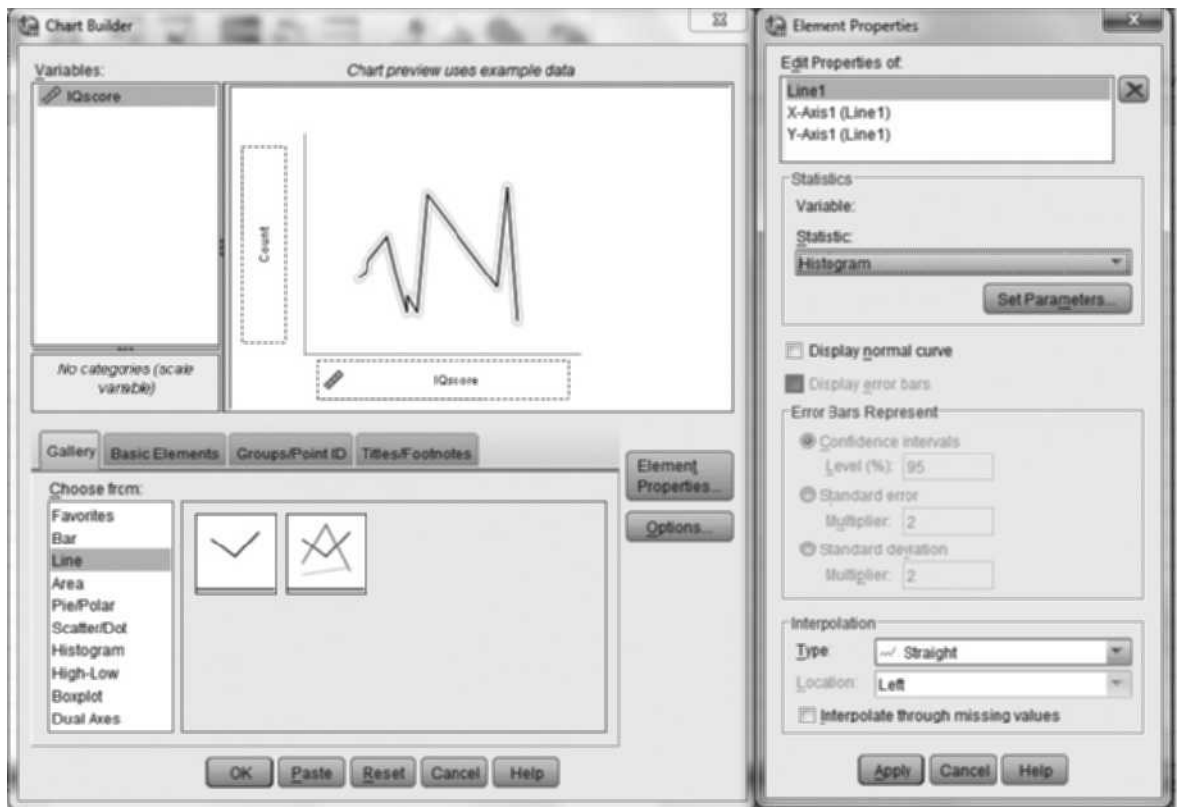 Chart Builder
Variables:
Chart preview uses example data
IQscore
Count
IQscore
No categories (scale
variable)
Gallery
Basic Elements
Groups/Point ID
Titles/Footnotes
Choose from:
Favorites
Bar
Line
Area
Pie/Polar
Scatter/Dot
Histogram
High-Low
Boxplot
Dual Axes
Element
Properties...
Options...
OK
Paste
Reset
Cancel
Help
Element Properties
Edit Properties of:
Line1
X-Axis1 (Line1)
Y-Axis1 (Line1)
Statistics
Variable:
Statistic:
Histogram
Set Parameters...
Display normal curve
Display error bars
Error Bars Represent
Confidence intervals
Level (%): 95
Standard error
Multiplier: 2
Standard deviation
Multiplier: 2
Interpolation
Type: Straight
Location: Left
Interpolate through missing values
Apply
Cancel
Help